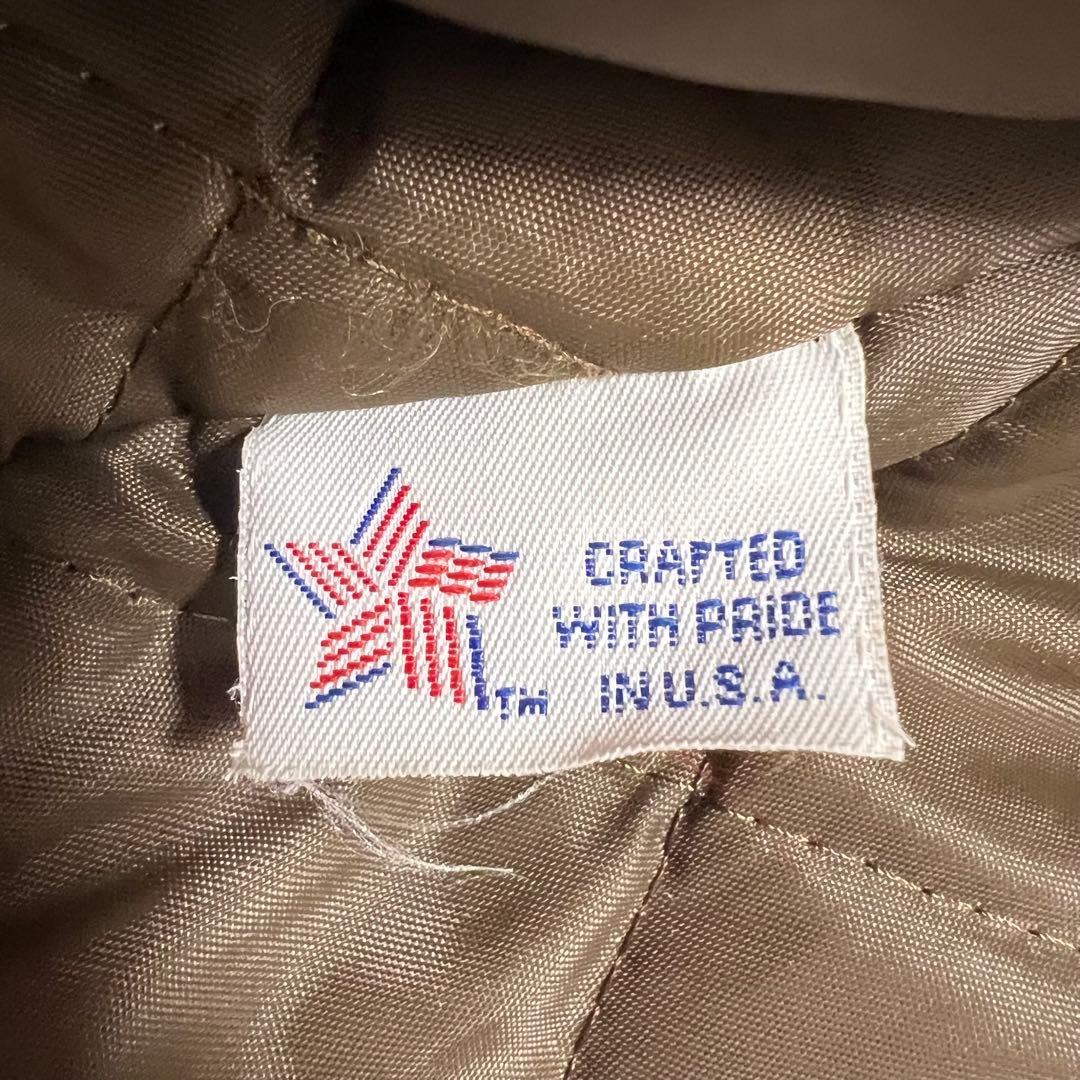 CRAFTED
WITH PRIDE
IN U.S.A.
TM